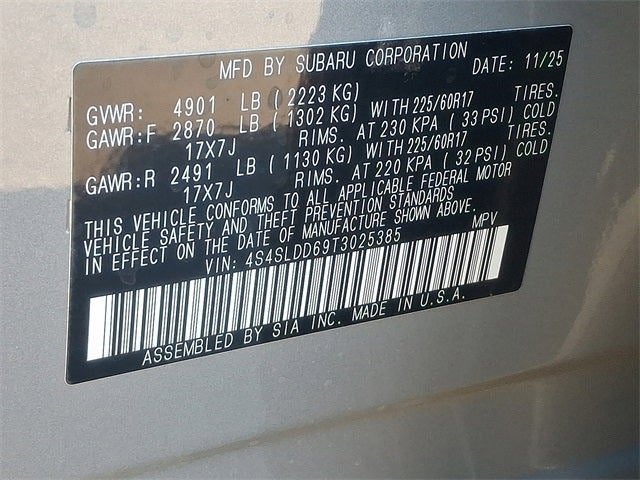 MFD BY SUBARU CORPORATION DATE: 11/25
GVWR: 4901 LB (2223 KG)
GAWR:F 2870 LB (1302 KG) WITH 225/60R17 TIRES.
17X7J RIMS. AT 230 KPA (33 PSI) COLD
GAWR:R 2491 LB (1130 KG) WITH 225/60R17 TIRES.
17X7J RIMS. AT 220 KPA (32 PSI) COLD
THIS VEHICLE CONFORMS TO ALL APPLICABLE FEDERAL MOTOR
VEHICLE SAFETY AND THEFT PREVENTION STANDARDS
IN EFFECT ON THE DATE OF MANUFACTURE SHOWN ABOVE.
VIN: 4S4SLDD69T3025385 MPV
ASSEMBLED BY SIA INC. MADE IN U.S.A.